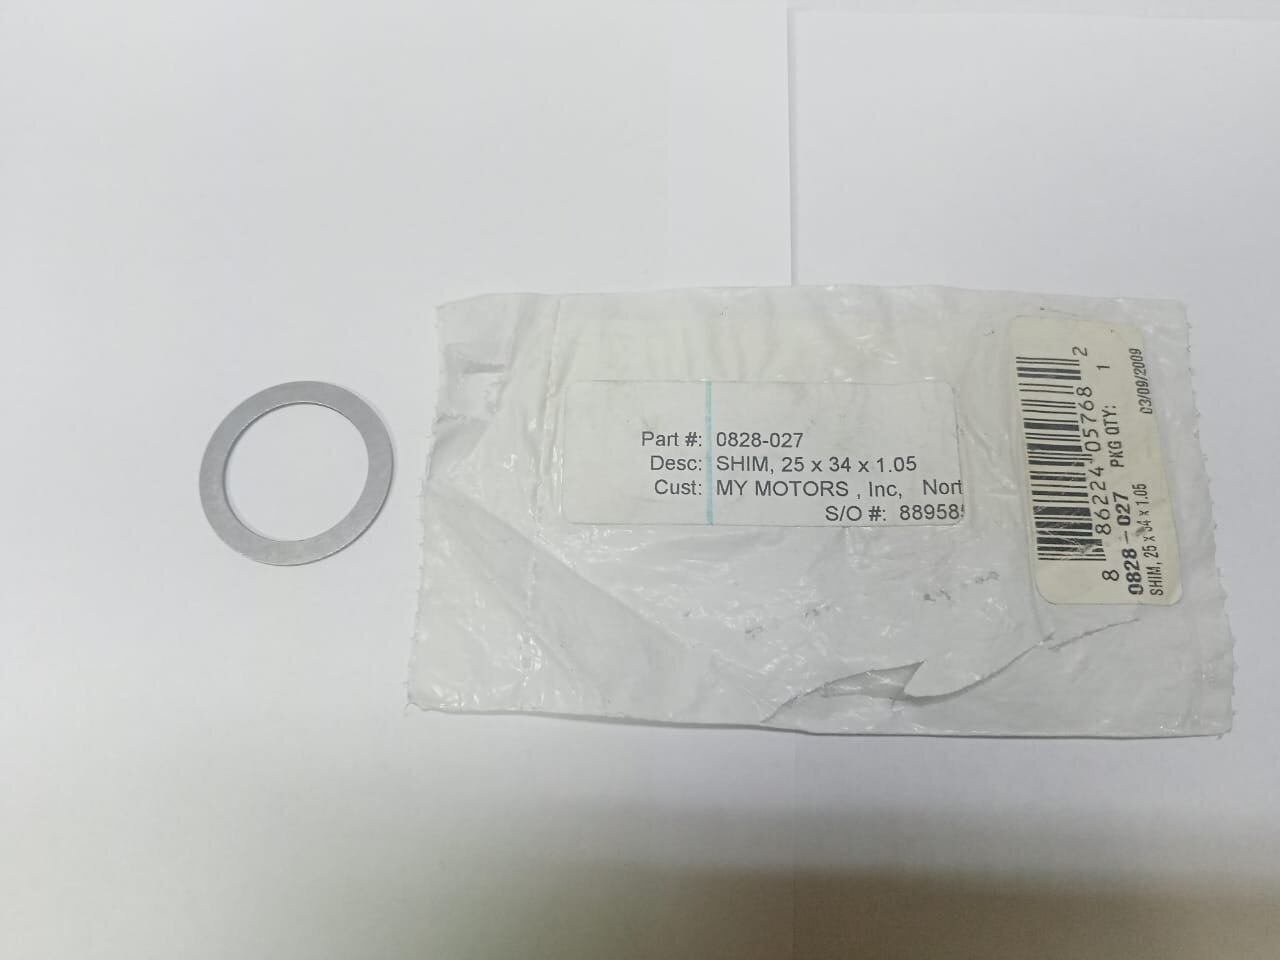 Part #: 0828-027
Desc: SHIM, 25 x 34 x 1.05
Cust: MY MOTORS , Inc, Nort
S/O #: 88958
8 86224 05768 2
0828-027 PKG QTY: 1
SHIM, 25 x 34 x 1.05 03/09/2009